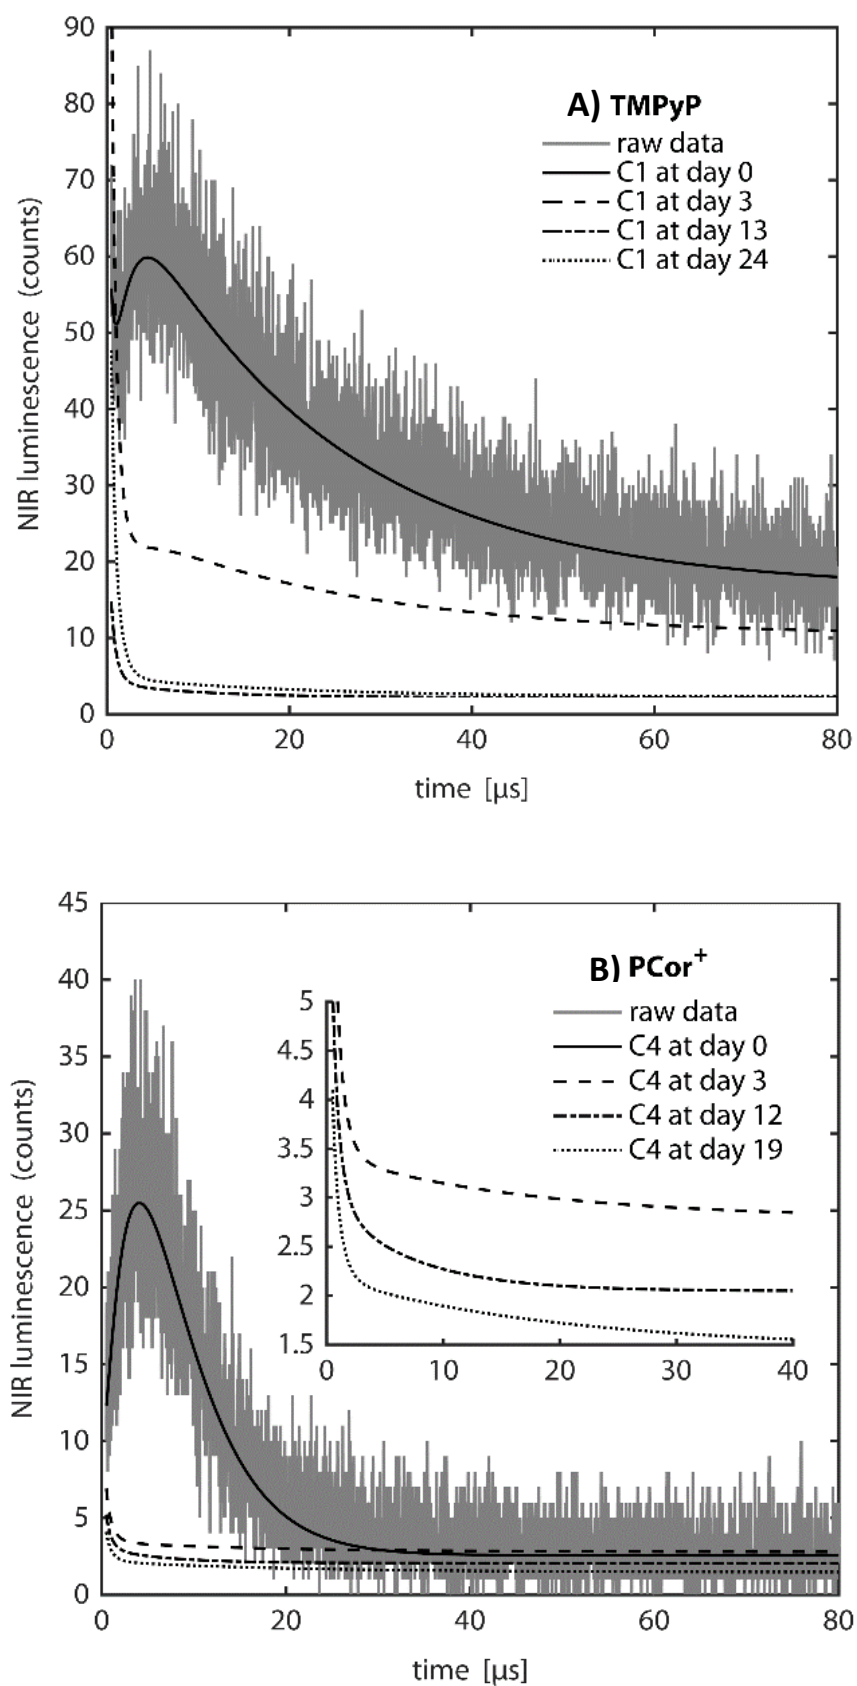 90
80
70
60
50
40
30
20
10
0
NIR luminescence (counts)
A) TMPyP
raw data
C1 at day 0
C1 at day 3
C1 at day 13
C1 at day 24
0 20 40 60 80
time [µs]
45
40
35
30
25
20
15
10
5
0
NIR luminescence (counts)
B) PCor+
raw data
C4 at day 0
C4 at day 3
C4 at day 12
C4 at day 19
5
4.5
4
3.5
3
2.5
2
1.5
0 10 20 30 40
0 20 40 60 80
time [µs]